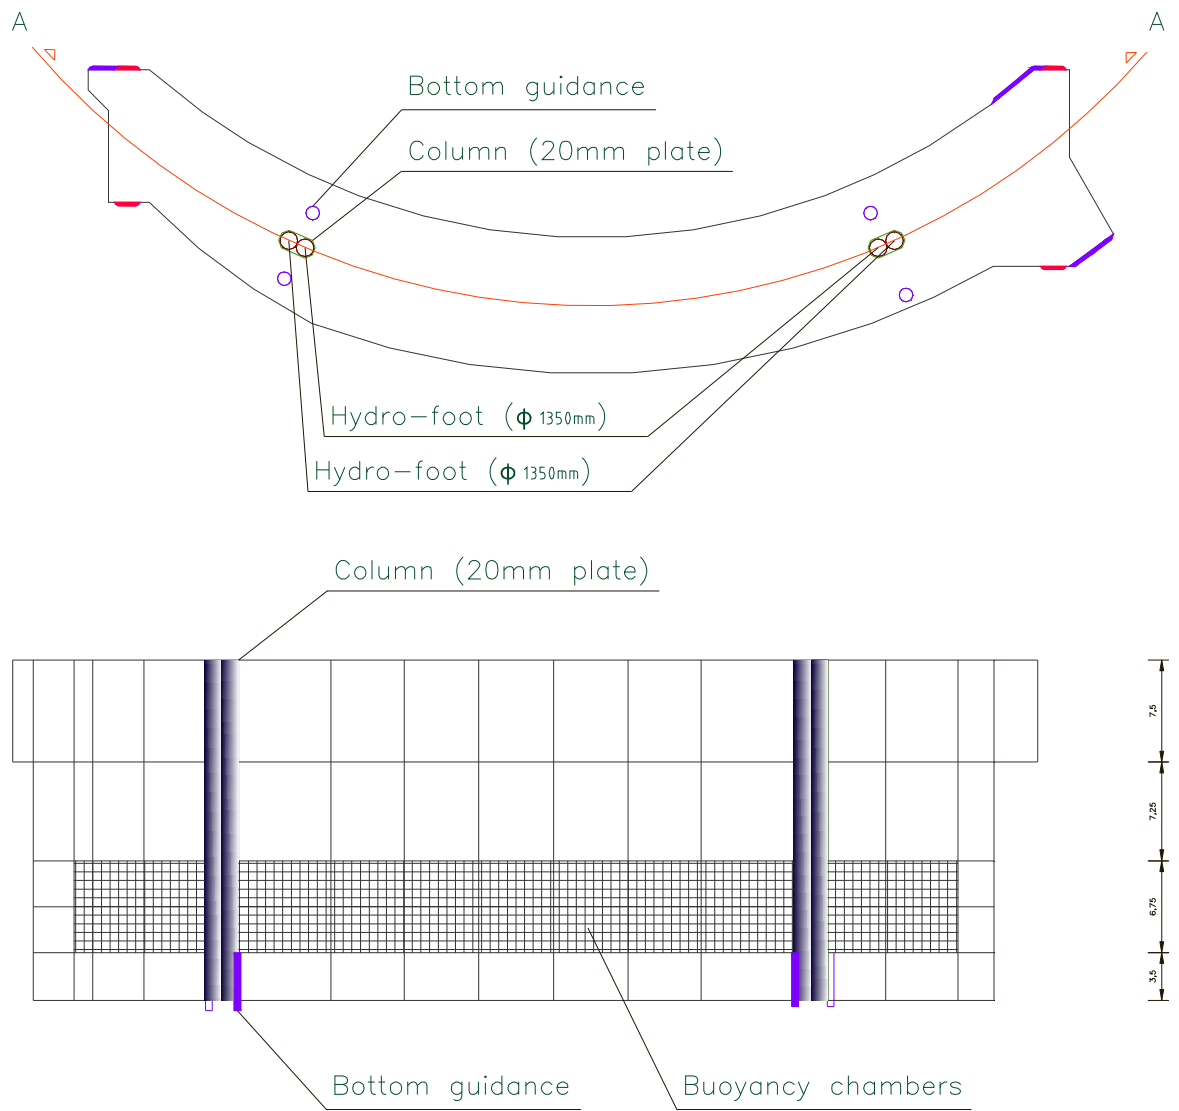 A A
Bottom guidance
Column (20mm plate)
Hydro-foot (ϕ 1350mm)
Hydro-foot (ϕ 1350mm)
Column (20mm plate)
7,5
7,25
6,75
3,5
Bottom guidance
Buoyancy chambers